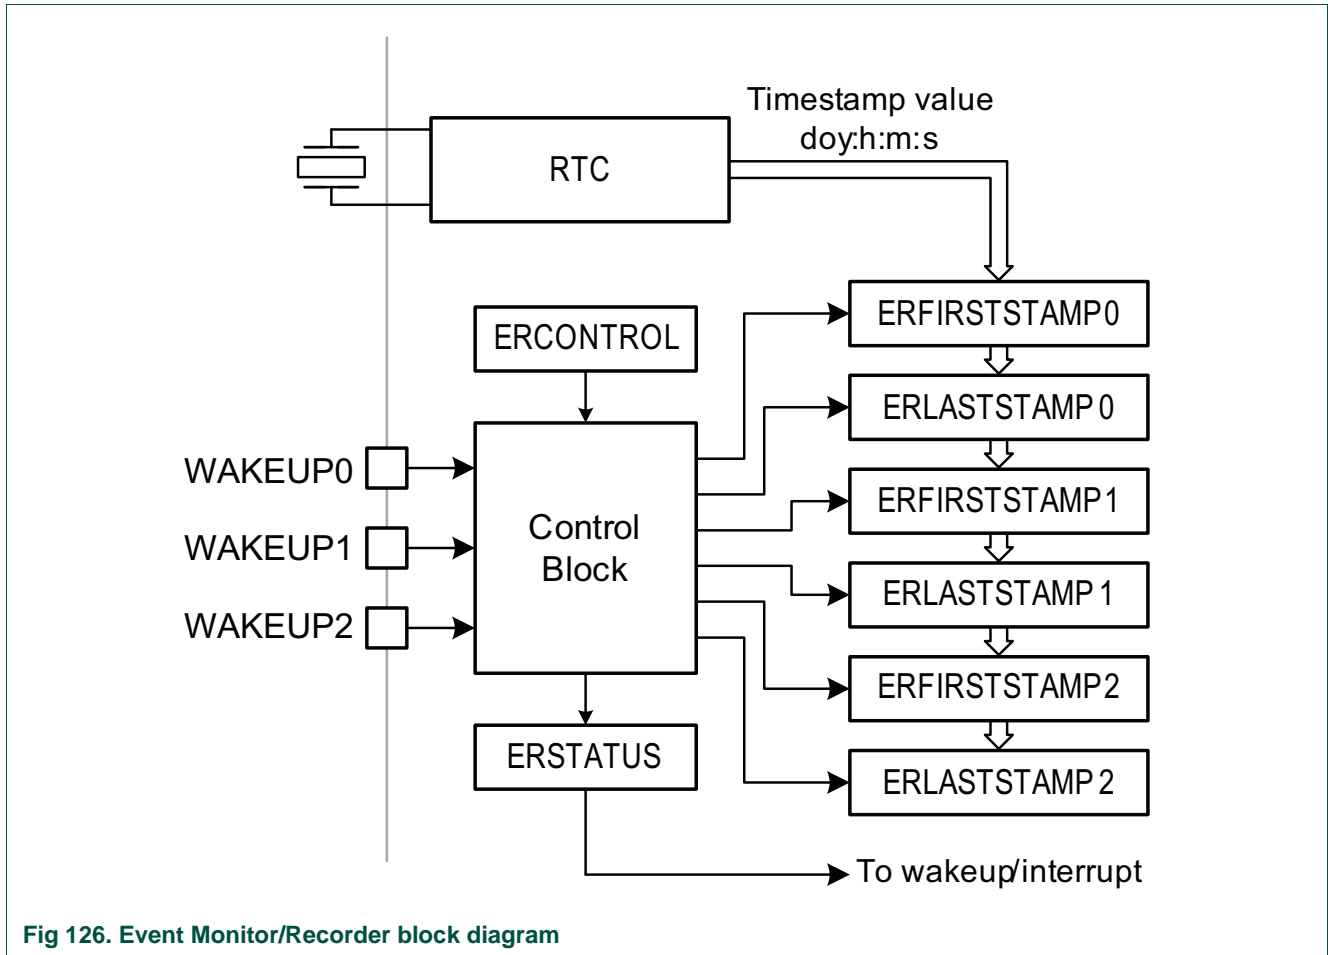 Timestamp value
doy:h:m:s
RTC
ERFIRSTSTAMP0
ERCONTROL
ERLASTSTAMP0
WAKEUP0
ERFIRSTSTAMP1
Control
Block
WAKEUP1
ERLASTSTAMP1
WAKEUP2
ERFIRSTSTAMP2
ERSTATUS
ERLASTSTAMP2
To wakeup/interrupt
Fig 126. Event Monitor/Recorder block diagram